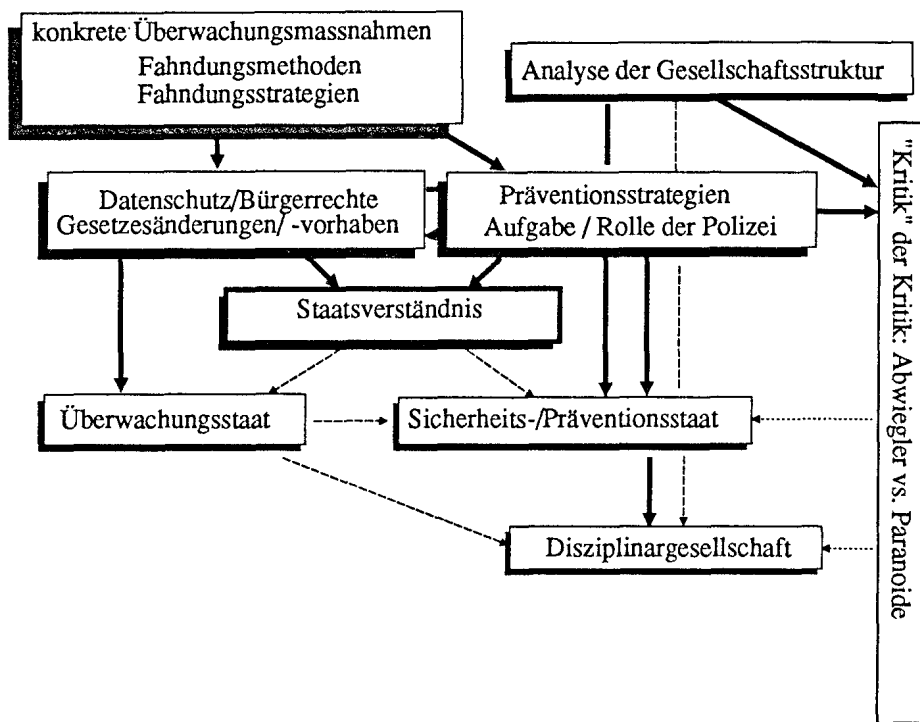 konkrete Überwachungsmassnahmen
Fahndungsmethoden
Fahndungsstrategien
Analyse der Gesellschaftsstruktur
Datenschutz/Bürgerrechte
Gesetzesänderungen/ -vorhaben
Präventionsstrategien
Aufgabe / Rolle der Polizei
Staatsverständnis
Überwachungsstaat
Sicherheits-/Präventionsstaat
Disziplinargesellschaft
"Kritik" der Kritik: Abwiegler vs. Paranoide